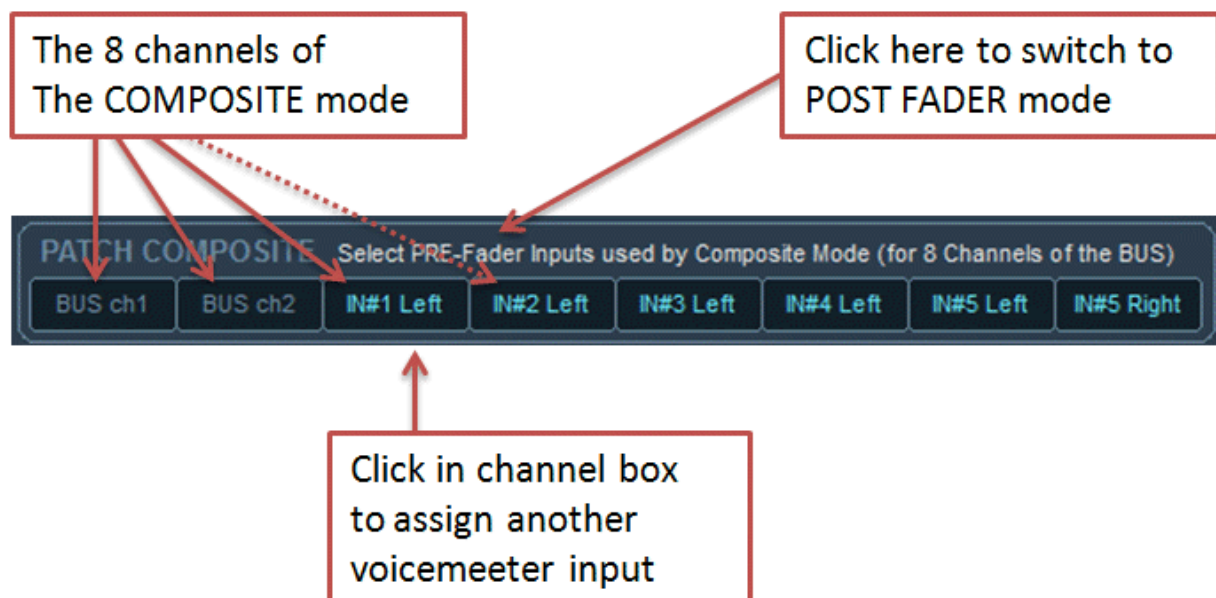 The 8 channels of
The COMPOSITE mode
Click here to switch to
POST FADER mode
PATCH COMPOSITE Select PRE-Fader Inputs used by Composite Mode (for 8 Channels of the BUS)
BUS ch1 BUS ch2 IN#1 Left IN#2 Left IN#3 Left IN#4 Left IN#5 Left IN#5 Right
Click in channel box
to assign another
voicemeeter input